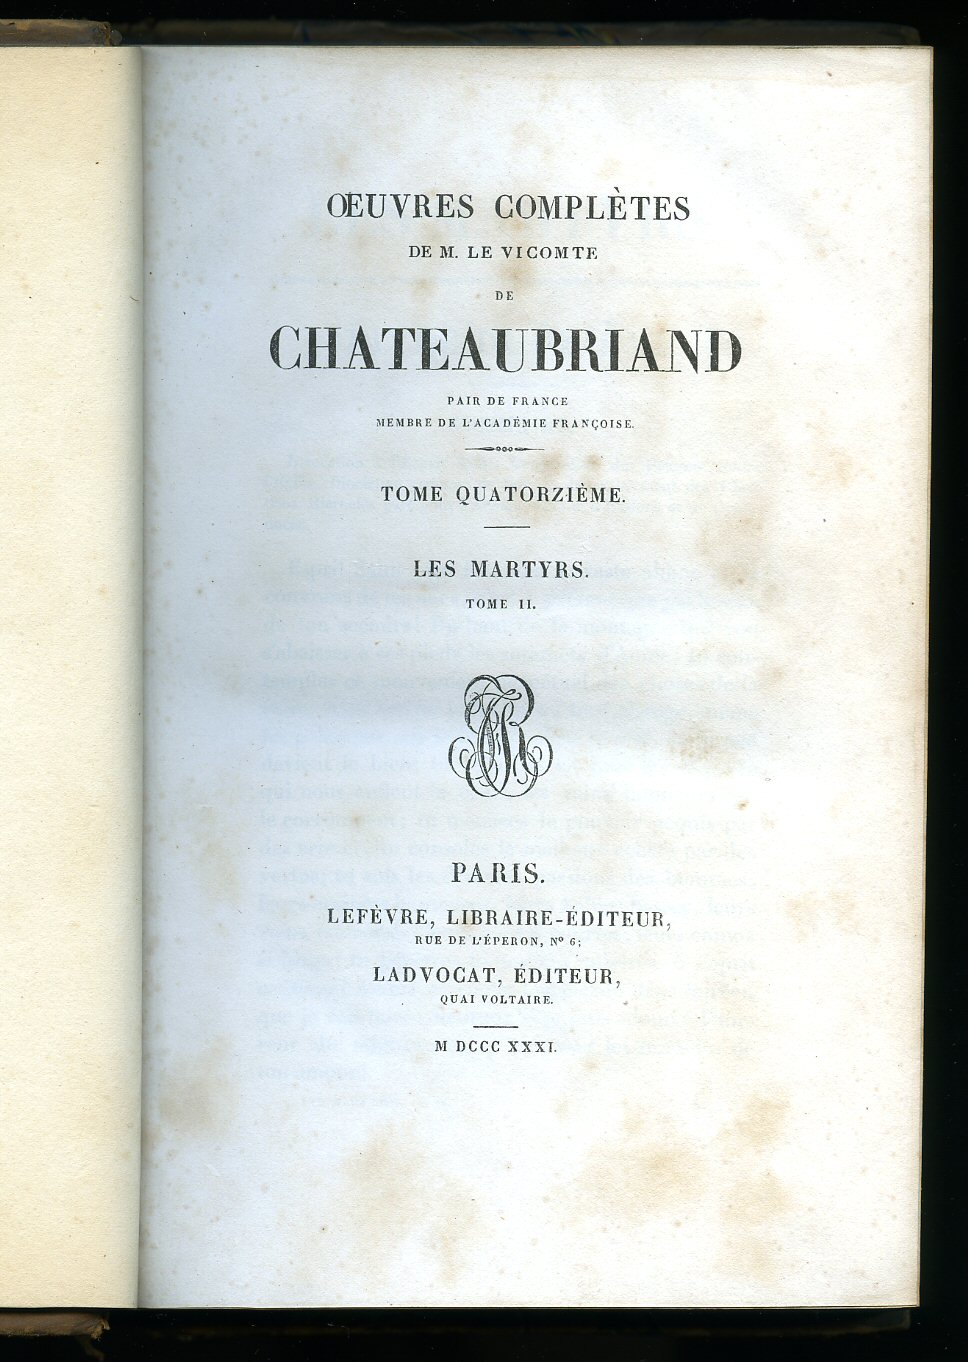 ŒUVRES COMPLÈTES
DE M. LE VICOMTE
DE
CHATEAUBRIAND
PAIR DE FRANCE
MEMBRE DE L'ACADÉMIE FRANÇOISE.
TOME QUATORZIÈME.
LES MARTYRS.
TOME II.
PARIS.
LEFÈVRE, LIBRAIRE-ÉDITEUR,
RUE DE L'ÉPERON, Nº 6;
LADVOCAT, ÉDITEUR,
QUAI VOLTAIRE.
M DCCC XXXI.